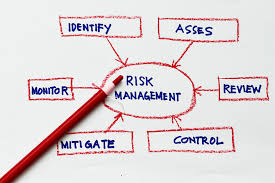 IDENTIFY
ASSES
MONITOR
RISK
MANAGEMENT
REVIEW
MITIGATE
CONTROL